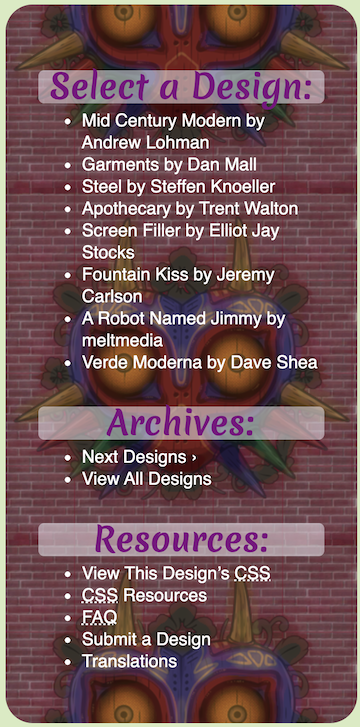 Select a Design:
Mid Century Modern by
Andrew Lohman
Garments by Dan Mall
Steel by Steffen Knoeller
Apothecary by Trent Walton
Screen Filler by Elliot Jay
Stocks
Fountain Kiss by Jeremy
Carlson
A Robot Named Jimmy by
meltmedia
Verde Moderna by Dave Shea
Archives:
Next Designs ›
View All Designs
Resources:
View This Design’s CSS
CSS Resources
FAQ
Submit a Design
Translations